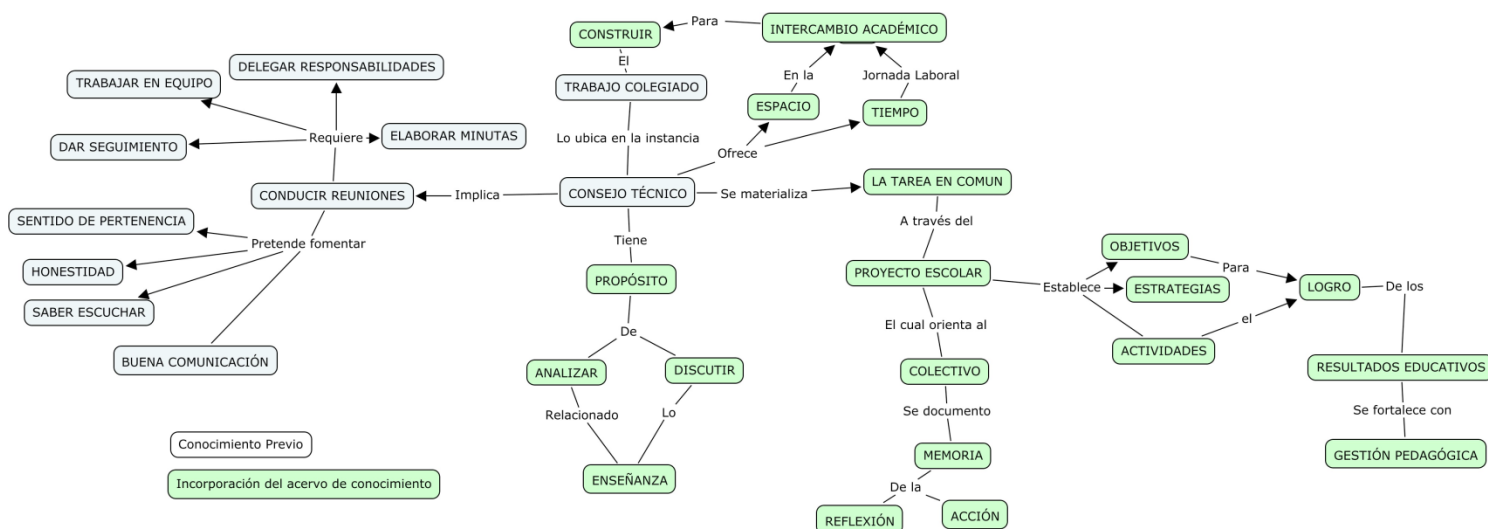 CONSTRUIR
Para
INTERCAMBIO ACADÉMICO
El
DELEGAR RESPONSABILIDADES
TRABAJAR EN EQUIPO
TRABAJO COLEGIADO
En la
Jornada Laboral
ESPACIO
TIEMPO
Requiere
ELABORAR MINUTAS
DAR SEGUIMIENTO
Lo ubica en la instancia
Ofrece
CONDUCIR REUNIONES
Implica
CONSEJO TÉCNICO
Se materializa
LA TAREA EN COMUN
SENTIDO DE PERTENENCIA
Pretende fomentar
HONESTIDAD
SABER ESCUCHAR
BUENA COMUNICACIÓN
Tiene
PROPÓSITO
De
ANALIZAR
DISCUTIR
Relacionado
Lo
ENSEÑANZA
A través del
PROYECTO ESCOLAR
Establece
OBJETIVOS
ESTRATEGIAS
ACTIVIDADES
Para
el
LOGRO
De los
RESULTADOS EDUCATIVOS
Se fortalece con
GESTIÓN PEDAGÓGICA
El cual orienta al
COLECTIVO
Se documento
MEMORIA
De la
REFLEXIÓN
ACCIÓN
Conocimiento Previo
Incorporación del acervo de conocimiento